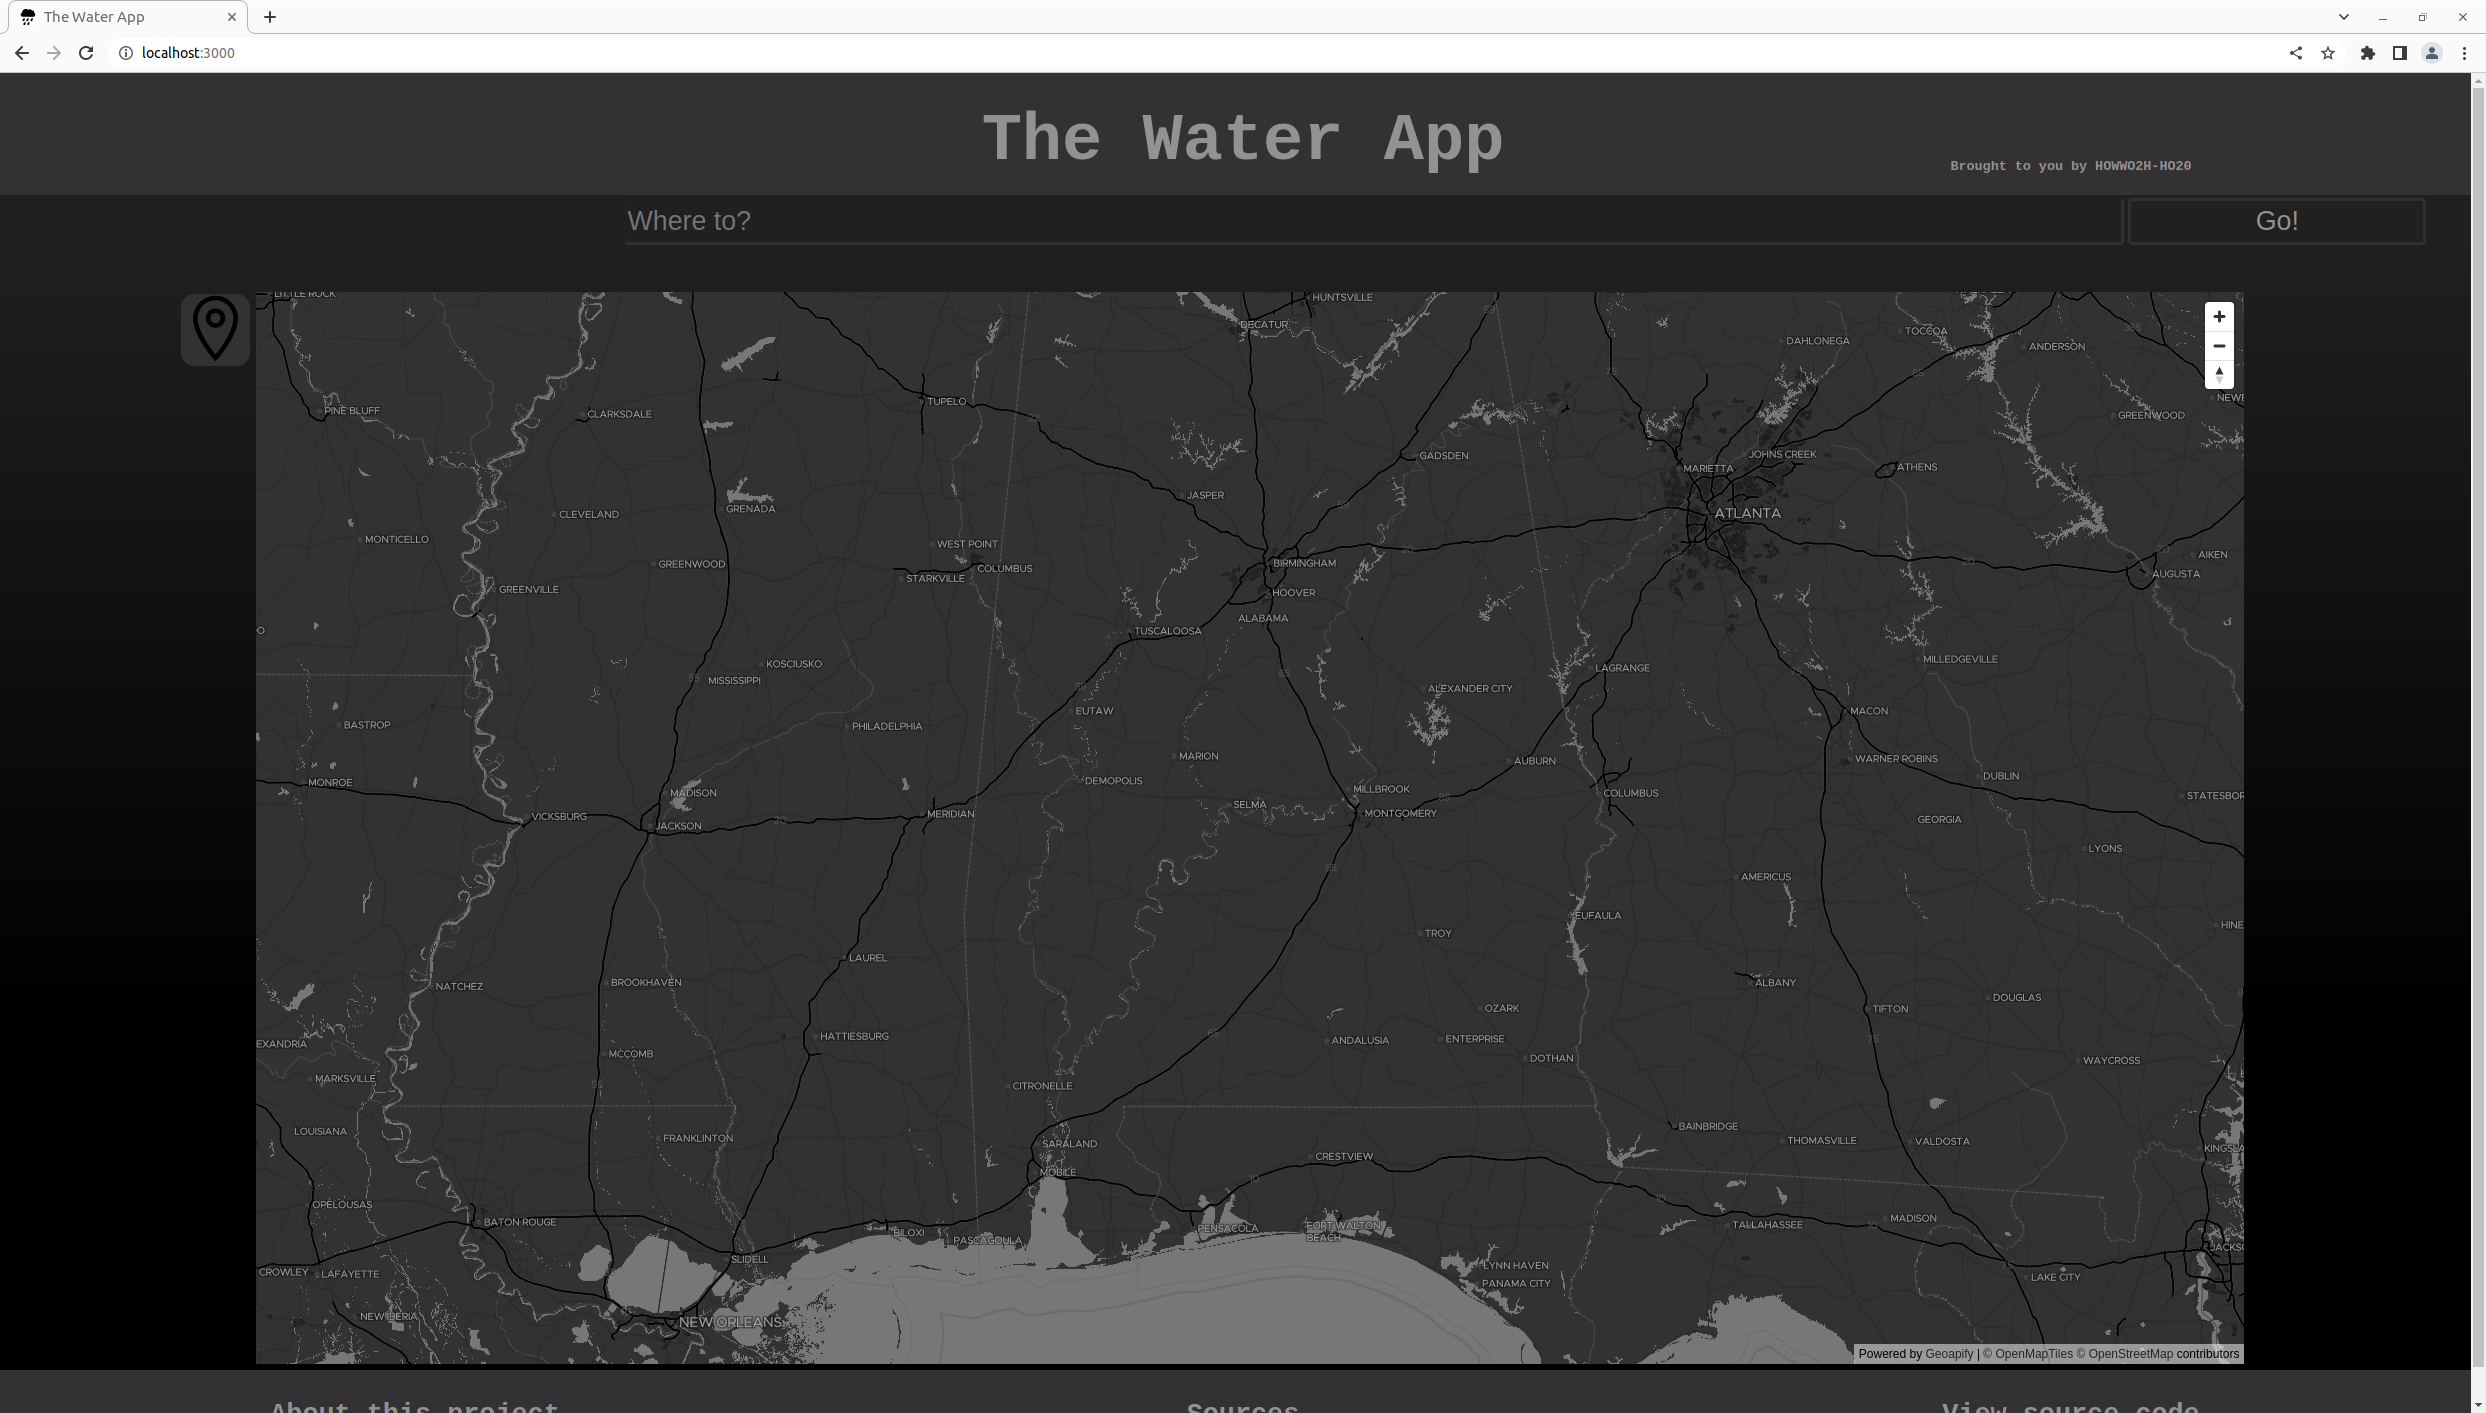 The Water App
localhost:3000
The Water App
Brought to you by HOWWO2H-HO20
Where to?
Go!
LITTLE ROCK
HUNTSVILLE
DECATUR
TOCCOA
DAHLONEGA
ANDERSON
TUPELO
NEWB
PINE BLUFF
CLARKSDALE
GREENWOOD
GADSDEN
JOHNS CREEK
MARIETTA
ATHENS
JASPER
GRENADA
CLEVELAND
ATLANTA
MONTICELLO
WEST POINT
AIKEN
GREENWOOD
COLUMBUS
BIRMINGHAM
STARKVILLE
AUGUSTA
GREENVILLE
HOOVER
ALABAMA
TUSCALOOSA
KOSCIUSKO
MILLEDGEVILLE
LAGRANGE
MISSISSIPPI
ALEXANDER CITY
EUTAW
MACON
BASTROP
PHILADELPHIA
MARION
AUBURN
WARNER ROBINS
DUBLIN
MONROE
DEMOPOLIS
MADISON
MILLBROOK
COLUMBUS
STATESBOR
SELMA
VICKSBURG
MERIDIAN
MONTGOMERY
JACKSON
GEORGIA
LYONS
AMERICUS
EUFAULA
HINE
TROY
LAUREL
NATCHEZ
BROOKHAVEN
ALBANY
DOUGLAS
OZARK
TIFTON
HATTIESBURG
ANDALUSIA
ENTERPRISE
EXANDRIA
MCCOMB
DOTHAN
WAYCROSS
MARKSVILLE
CITRONELLE
LOUISIANA
BAINBRIDGE
FRANKLINTON
SARALAND
THOMASVILLE
VALDOSTA
KINGSLA
CRESTVIEW
MOBILE
OPELOUSAS
BATON ROUGE
MADISON
TALLAHASSEE
PENSACOLA
FORT WALTON
BEACH
BILOXI
PASCAGOULA
JACKSO
SLIDELL
LYNN HAVEN
CROWLEY
LAFAYETTE
LAKE CITY
PANAMA CITY
NEW IBERIA
NEW ORLEANS
Powered by Geoapify | © OpenMapTiles © OpenStreetMap contributors
About this project
Sources
View source code